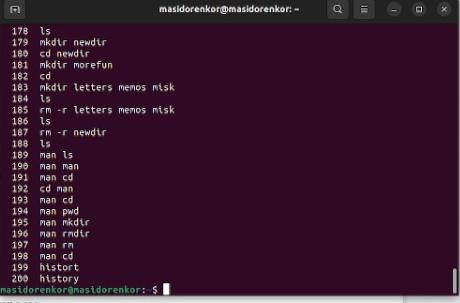 masidorenkor@masidorenkor: ~
178 ls
179 mkdir newdir
180 cd newdir
181 mkdir morefun
182 cd
183 mkdir letters memos misk
184 ls
185 rm -r letters memos misk
186 ls
187 rm -r newdir
188 ls
189 man ls
190 man man
191 man cd
192 cd man
193 man cd
194 man pwd
195 man mkdir
196 man rmdir
197 man rm
198 man cd
199 histort
200 history
masidorenkor@masidorenkor:~$